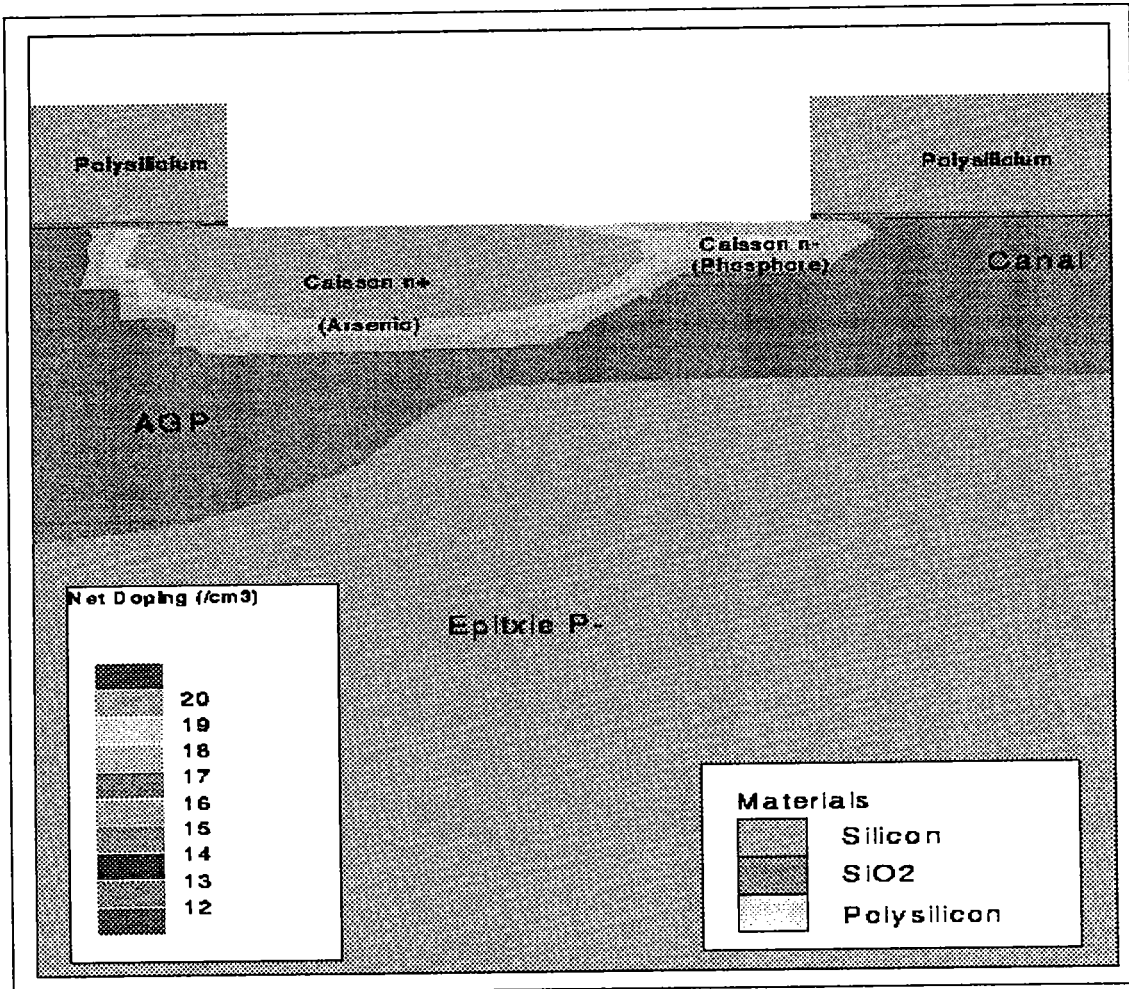 Polysilicium
Polysilicium
Caisson n-
(Phosphore)
Canal
Caisson n+
(Arsenic)
AGP
Epitxie P-
Net Doping (/cm3)
20
19
18
17
16
15
14
13
12
Materials
Silicon
SiO2
Polysilicon